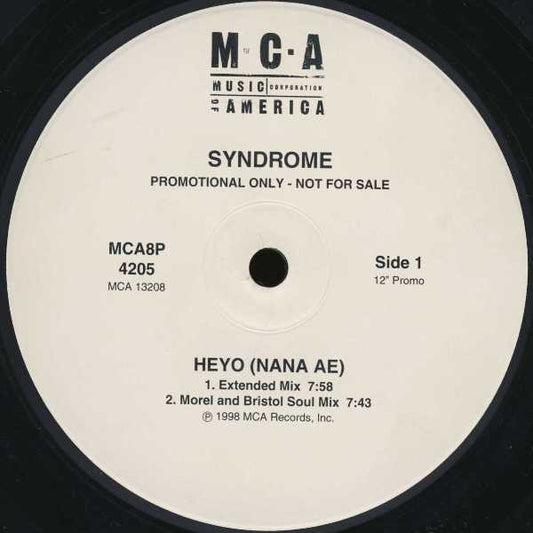 M·C·A
MUSIC CORPORATION
OF AMERICA
SYNDROME
PROMOTIONAL ONLY - NOT FOR SALE
MCA8P
4205
MCA 13208
Side 1
12" Promo
HEYO (NANA AE)
1. Extended Mix 7:58
2. Morel and Bristol Soul Mix 7:43
℗ 1998 MCA Records, Inc.